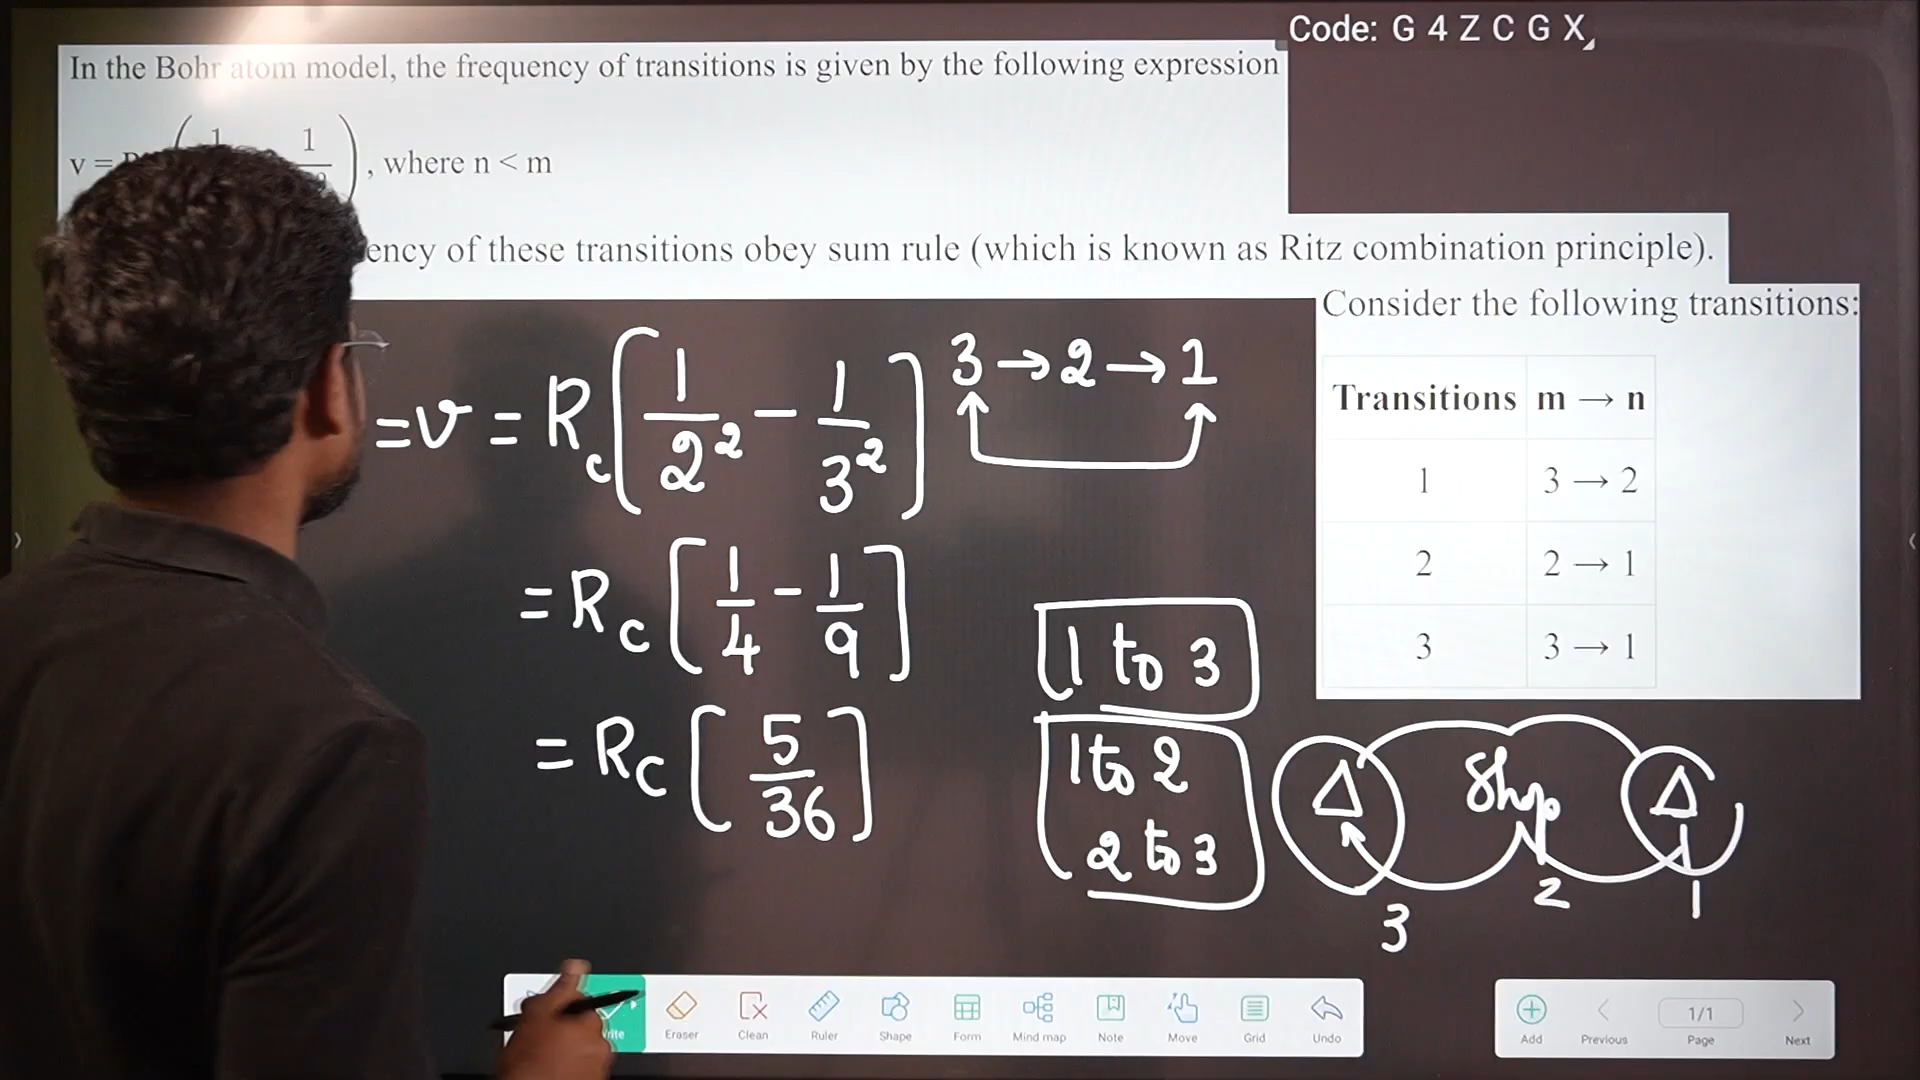 Code: G 4 Z C G X
In the Bohr atom model, the frequency of transitions is given by the following expression
v =
1
1
, where n < m
ency of these transitions obey sum rule (which is known as Ritz combination principle).
Consider the following transitions:
Transitions m → n
1 3 → 2
2 2 → 1
3 3 → 1
= v = Rc [ 1/2² − 1/3² ]
3 → 2 → 1
= Rc [ 1/4 − 1/9 ]
= Rc [ 5/36 ]
1 to 3
1 to 2
2 to 3
Δ Shop Δ
3 2 1
Eraser Clean Ruler Shape Form Mind map Note Move Grid Undo
Add Previous 1/1 Page Next